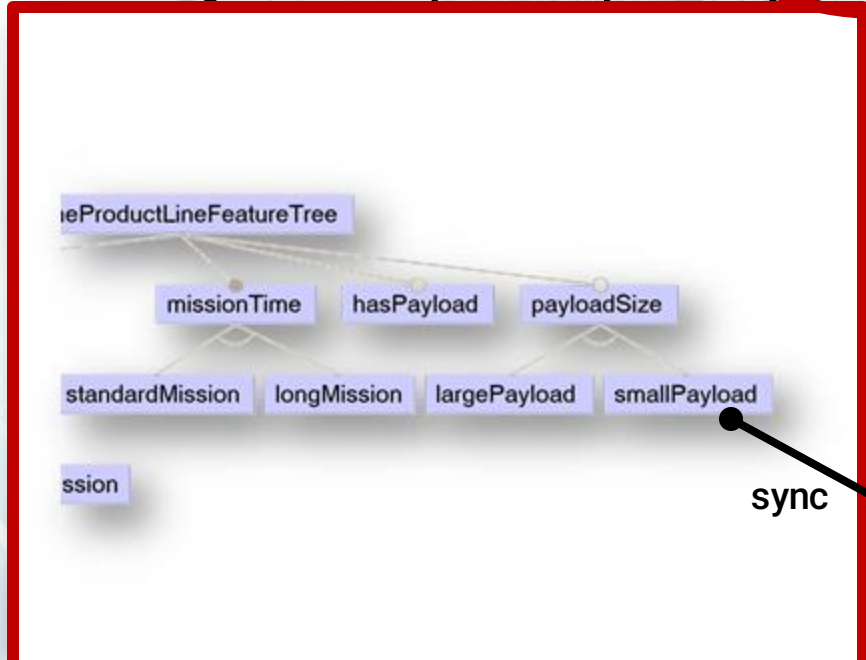 eProductLineFeatureTree
missionTime
hasPayload
payloadSize
standardMission
longMission
largePayload
smallPayload
ssion
sync